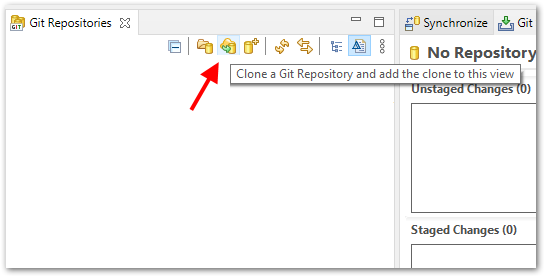 Git Repositories
Synchronize
Git
No Repository
Clone a Git Repository and add the clone to this view
Unstaged Changes (0)
Staged Changes (0)